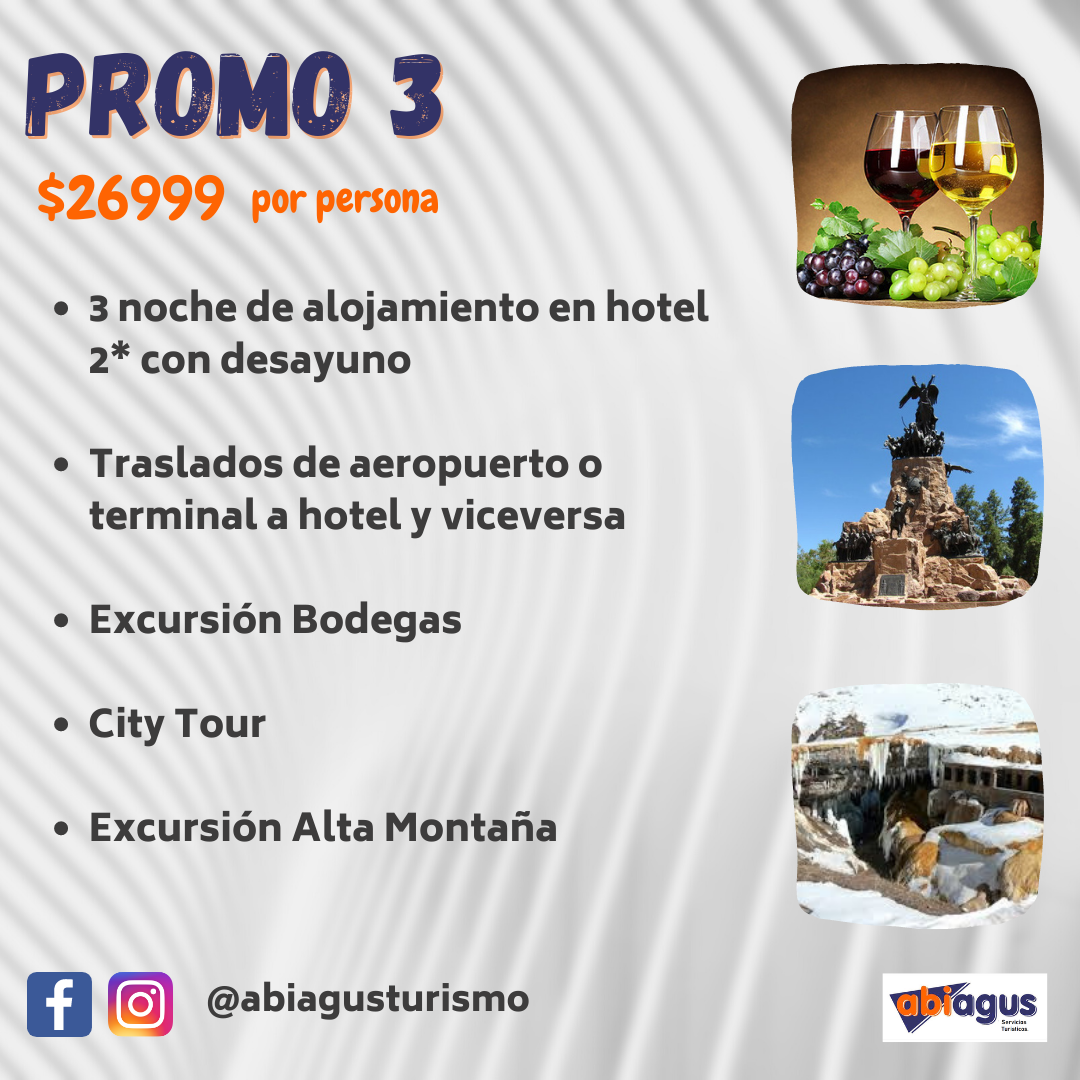 PROMO 3
$26999 por persona
3 noche de alojamiento en hotel
2* con desayuno
Traslados de aeropuerto o
terminal a hotel y viceversa
Excursión Bodegas
City Tour
Excursión Alta Montaña
@abiagusturismo
abiagus
Servicios
Turísticos.